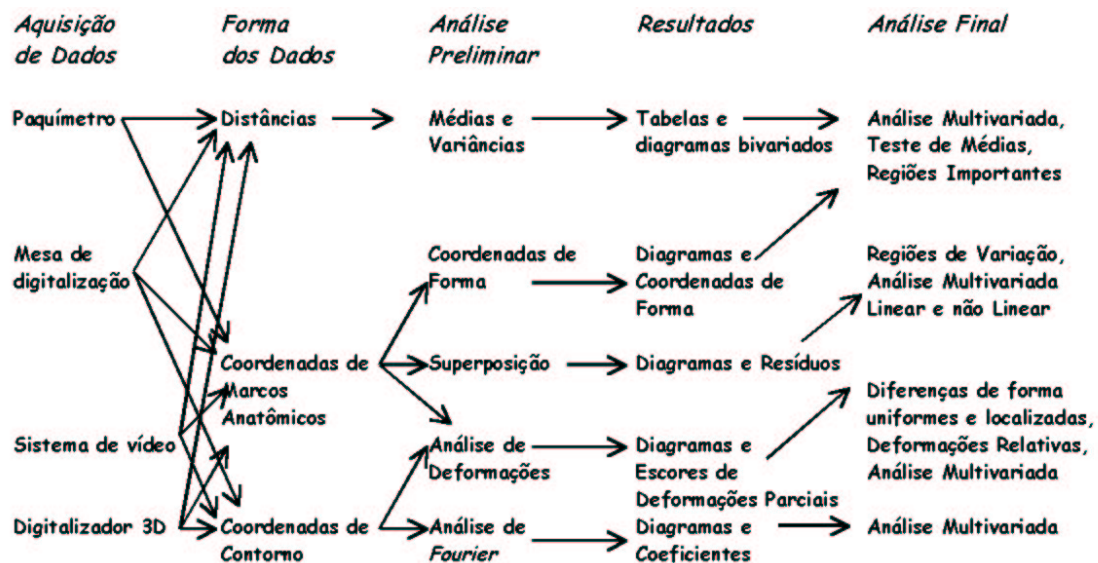 Aquisição
de Dados
Forma
dos Dados
Análise
Preliminar
Resultados
Análise Final
Paquímetro
Distâncias
Médias e
Variâncias
Tabelas e
diagramas bivariados
Análise Multivariada,
Teste de Médias,
Regiões Importantes
Mesa de
digitalização
Coordenadas de
Forma
Diagramas e
Coordenadas de
Forma
Regiões de Variação,
Análise Multivariada
Linear e não Linear
Coordenadas de
Marcos
Anatômicos
Superposição
Diagramas e Resíduos
Diferenças de forma
uniformes e localizadas,
Deformações Relativas,
Análise Multivariada
Sistema de vídeo
Análise de
Deformações
Diagramas e
Escores de
Deformações Parciais
Digitalizador 3D
Coordenadas de
Contorno
Análise de
Fourier
Diagramas e
Coeficientes
Análise Multivariada